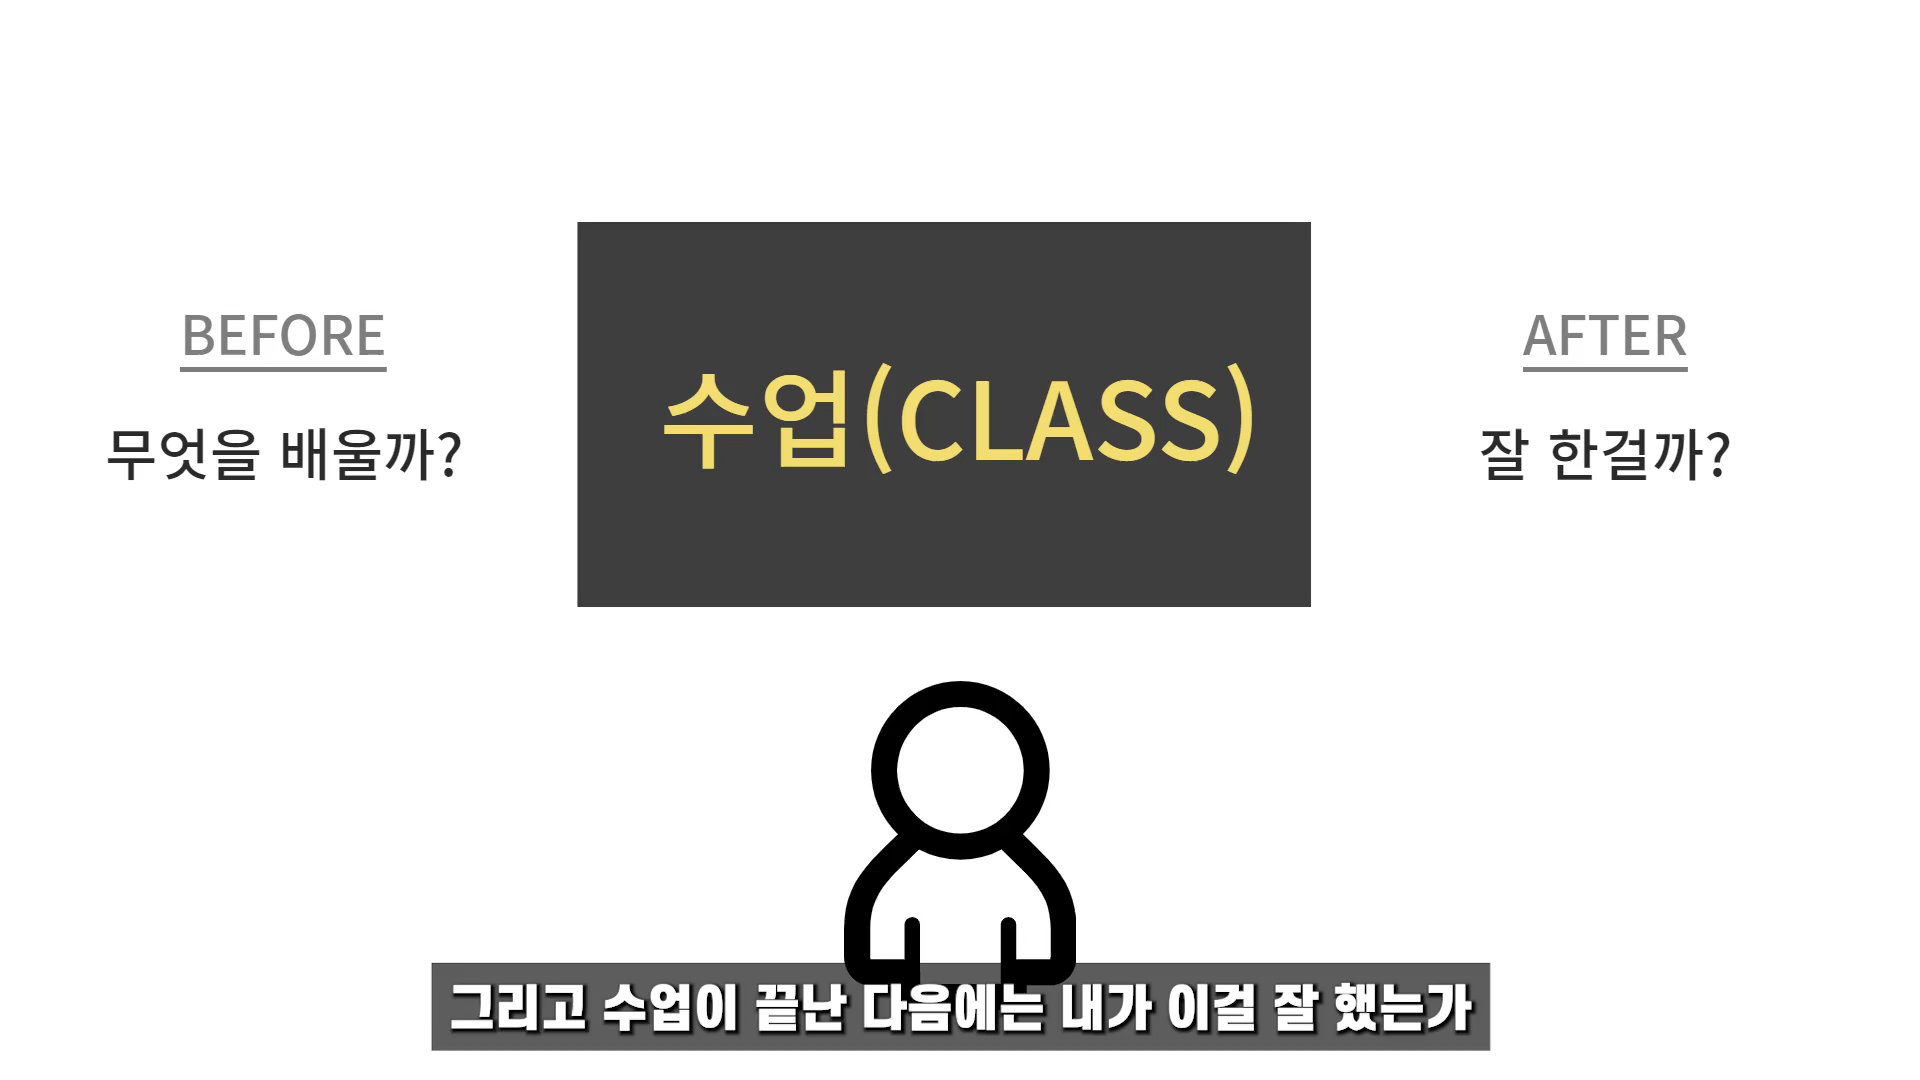 BEFORE
무엇을 배울까?
수업(CLASS)
AFTER
잘 한걸까?
그리고 수업이 끝난 다음에는 내가 이걸 잘 했는가